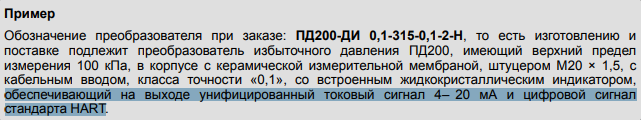 Пример
Обозначение преобразователя при заказе: ПД200-ДИ 0,1-315-0,1-2-Н, то есть изготовлению и
поставке подлежит преобразователь избыточного давления ПД200, имеющий верхний предел
измерения 100 кПа, в корпусе с керамической измерительной мембраной, штуцером М20 × 1,5, с
кабельным вводом, класса точности «0,1», со встроенным жидкокристаллическим индикатором,
обеспечивающий на выходе унифицированный токовый сигнал 4– 20 мА и цифровой сигнал
стандарта HART.